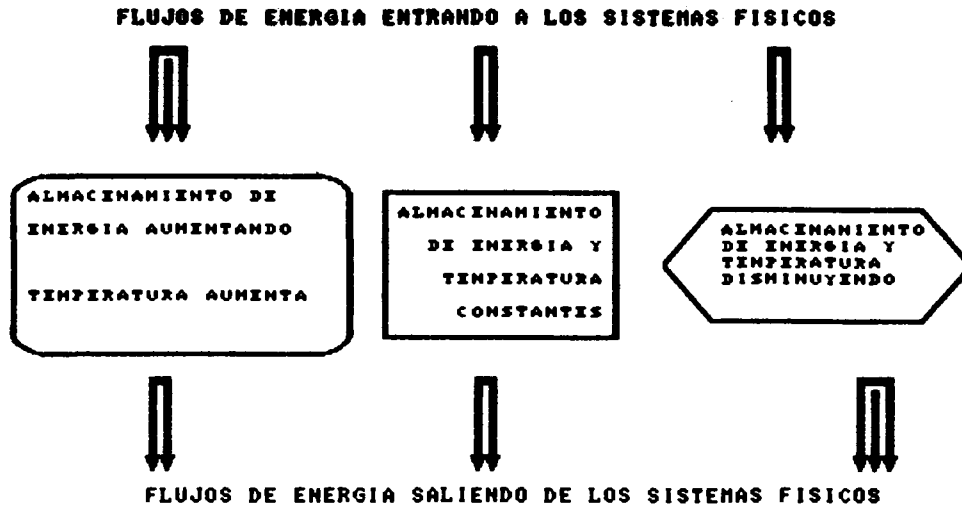 FLUJOS DE ENERGIA ENTRANDO A LOS SISTEMAS FISICOS
ALMACENAMIENTO DE
ENERGIA AUMENTANDO
TEMPERATURA AUMENTA
ALMACENAMIENTO
DE ENERGIA Y
TEMPERATURA
CONSTANTES
ALMACENAMIENTO
DE ENERGIA Y
TEMPERATURA
DISMINUYENDO
FLUJOS DE ENERGIA SALIENDO DE LOS SISTEMAS FISICOS